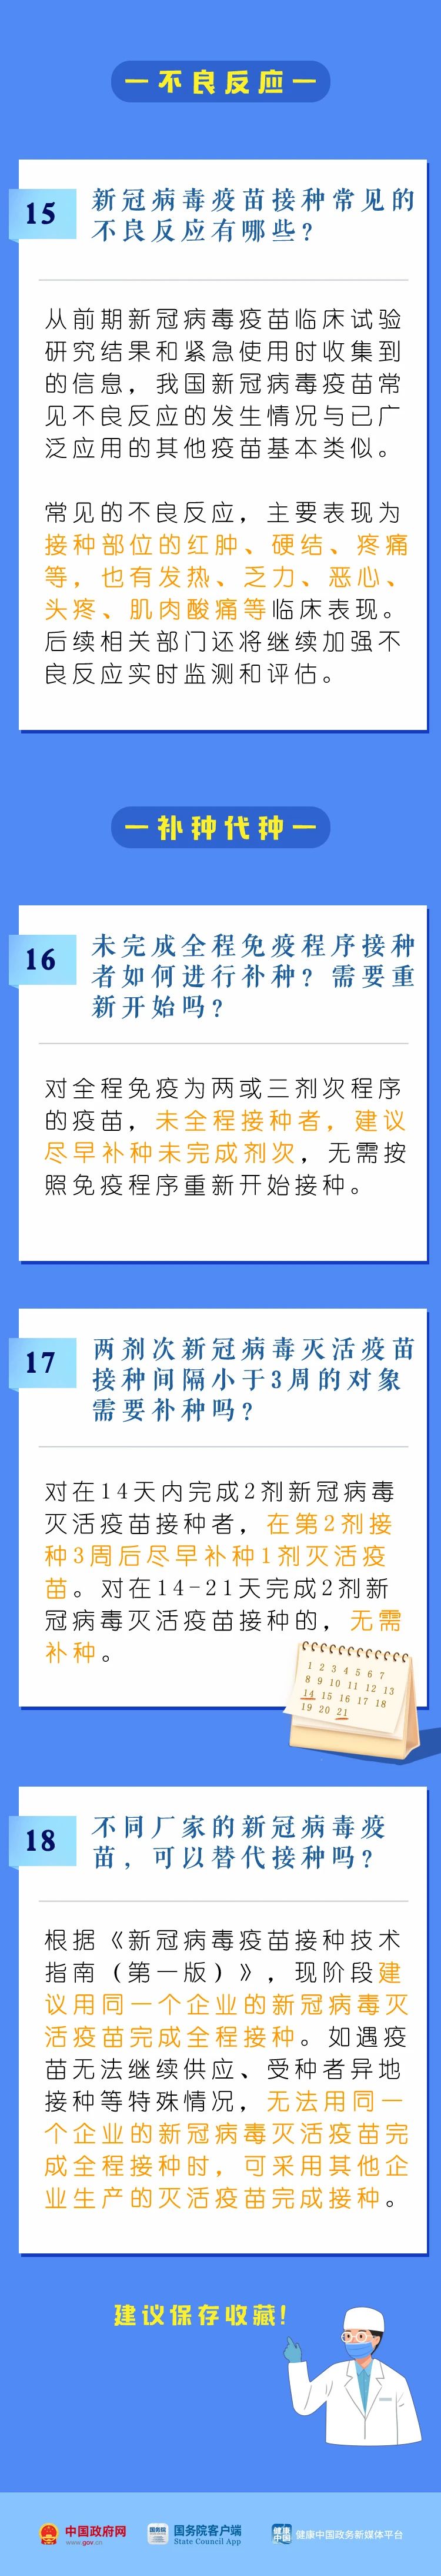 一不良反应一
15
新冠病毒疫苗接种常见的
不良反应有哪些?
从前期新冠病毒疫苗临床试验
研究结果和紧急使用时收集到
的信息，我国新冠病毒疫苗常
见不良反应的发生情况与已广
泛应用的其他疫苗基本类似。
常见的不良反应，主要表现为
接种部位的红肿、硬结、疼痛
等，也有发热、乏力、恶心、
头疼、肌肉酸痛等临床表现。
后续相关部门还将继续加强不
良反应实时监测和评估。
一补种代种一
16
未完成全程免疫程序接种
者如何进行补种? 需要重
新开始吗?
对全程免疫为两或三剂次程序
的疫苗，未全程接种者，建议
尽早补种未完成剂次，无需按
照免疫程序重新开始接种。
17
两剂次新冠病毒灭活疫苗
接种间隔小于3周的对象
需要补种吗?
对在14天内完成2剂新冠病毒
灭活疫苗接种者，在第2剂接
种3周后尽早补种1剂灭活疫
苗。对在14-21天完成2剂新
冠病毒灭活疫苗接种的，无需
补种。
1 2 3 4 5 6 7
8 9 10 11 12 13
14 15 16 17 18
19 20 21
18
不同厂家的新冠病毒疫
苗，可以替代接种吗?
根据《新冠病毒疫苗接种技术
指南（第一版）》，现阶段建
议用同一个企业的新冠病毒灭
活疫苗完成全程接种。如遇疫
苗无法继续供应、受种者异地
接种等特殊情况，无法用同一
个企业的新冠病毒灭活疫苗完
成全程接种时，可采用其他企
业生产的灭活疫苗完成接种。
建议保存收藏!
中国政府网
www.gov.cn
国务院
国务院客户端
State Council App
健康中国
健康中国政务新媒体平台